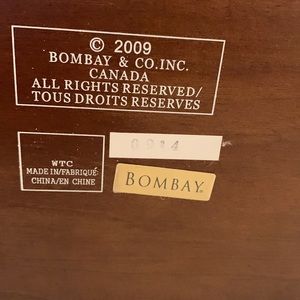 © 2009
BOMBAY & CO.INC.
CANADA
ALL RIGHTS RESERVED/
TOUS DROITS RESERVES
0914
WTC
MADE IN/FABRIQUÉ
CHINA/EN CHINE
BOMBAY